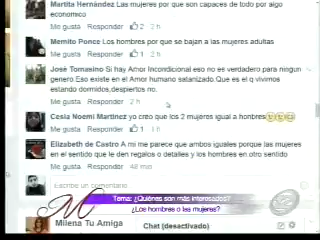 Martita Hernández Las mujeres por que son capaces de todo por algo
económico
Me gusta Responder 2 2 h
Memito Ponce Los hombres por que se bajan a las mujeres adultas
Me gusta Responder 1 2 h
José Tomasino Si hay Amor Incondicional eso no es verdadero para ningun
genero Eso existe en el Amor humano satanizado. Que es el q vivimos
estando dormidos,despiertos no.
Me gusta Responder 2 h
Cesia Noemi Martinez yo creo que los 2 mujeres igual a hombres
Me gusta Responder 1 1 h
Elizabeth de Castro A mi me parece que ambos iguales porque las mujeres
en el sentido que le den regalos o detalles y los hombres en otro sentido
Me gusta Responder 48 min
Escribe un comentario
Tema: ¿Quiénes son más interesados?
¿Los hombres o las mujeres?
Milena Tu Amiga
Chat (desactivado)